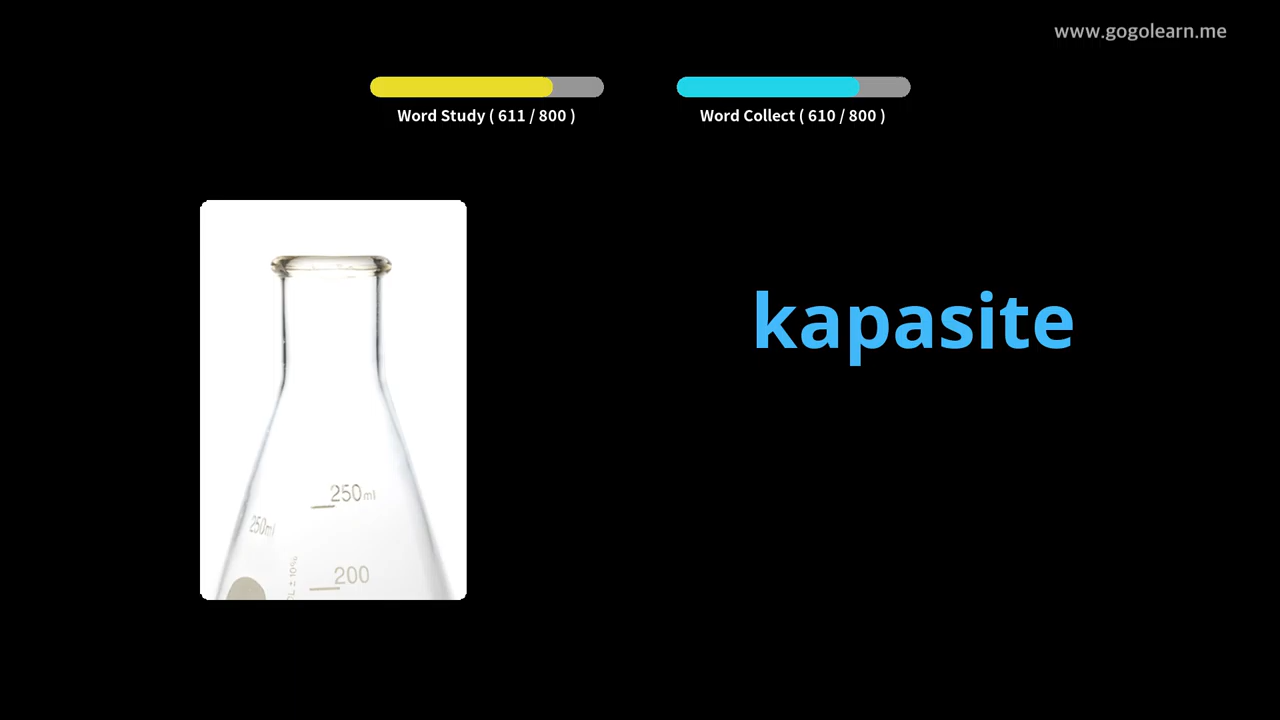 www.gogolearn.me
Word Study ( 611 / 800 )
Word Collect ( 610 / 800 )
kapasite
250ml
250ml
200